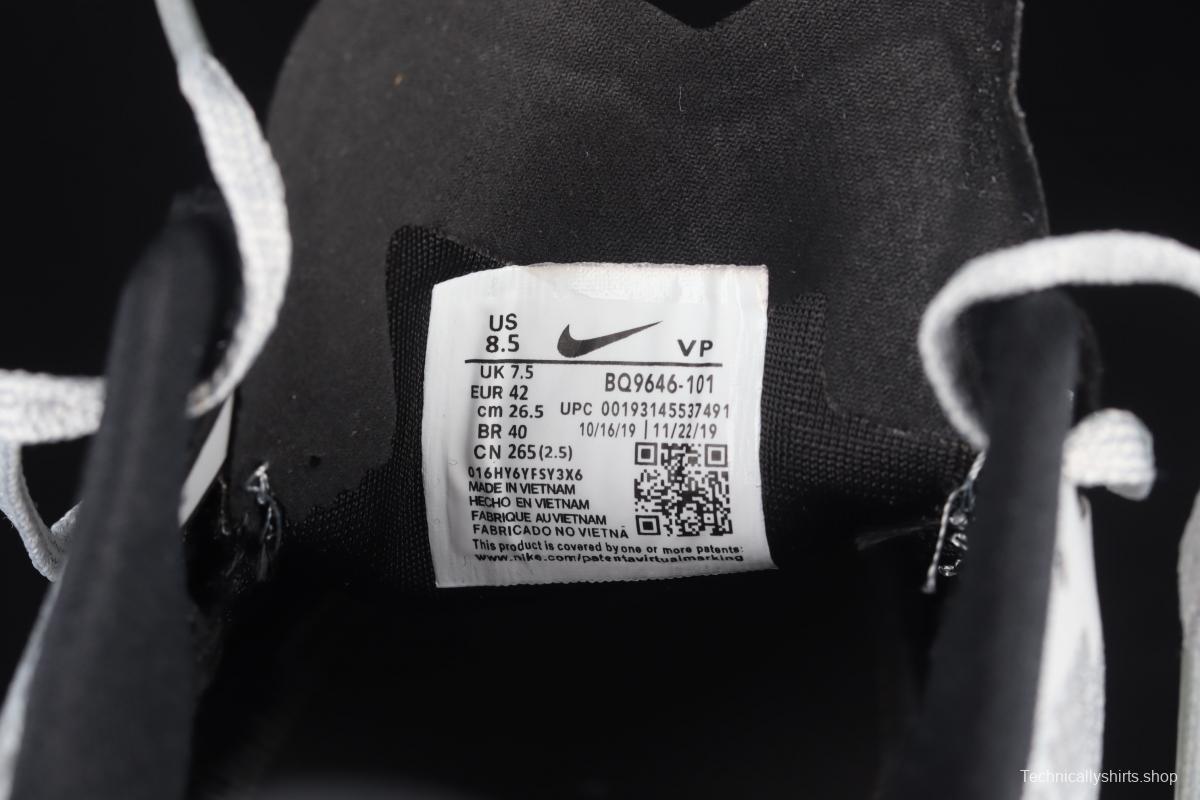 US
8.5
VP
UK 7.5
EUR 42
cm 26.5
BR 40
CN 265(2.5)
BQ9646-101
UPC 00193145537491
10/16/19 | 11/22/19
016HY6YFSY3X6
MADE IN VIETNAM
HECHO EN VIETNAM
FABRIQUE AU VIETNAM
FABRICADO NO VIETNÃ
This product is covered by one or more patents:
www.nike.com/patentavirtualmarking
Technicallyshirts.shop